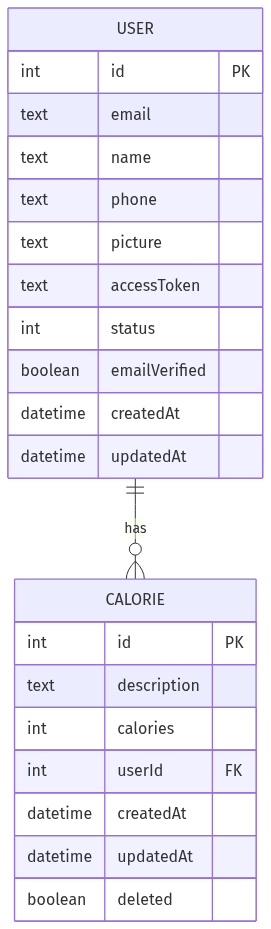 USER
int id PK
text email
text name
text phone
text picture
text accessToken
int status
boolean emailVerified
datetime createdAt
datetime updatedAt
has
CALORIE
int id PK
text description
int calories
int userId FK
datetime createdAt
datetime updatedAt
boolean deleted